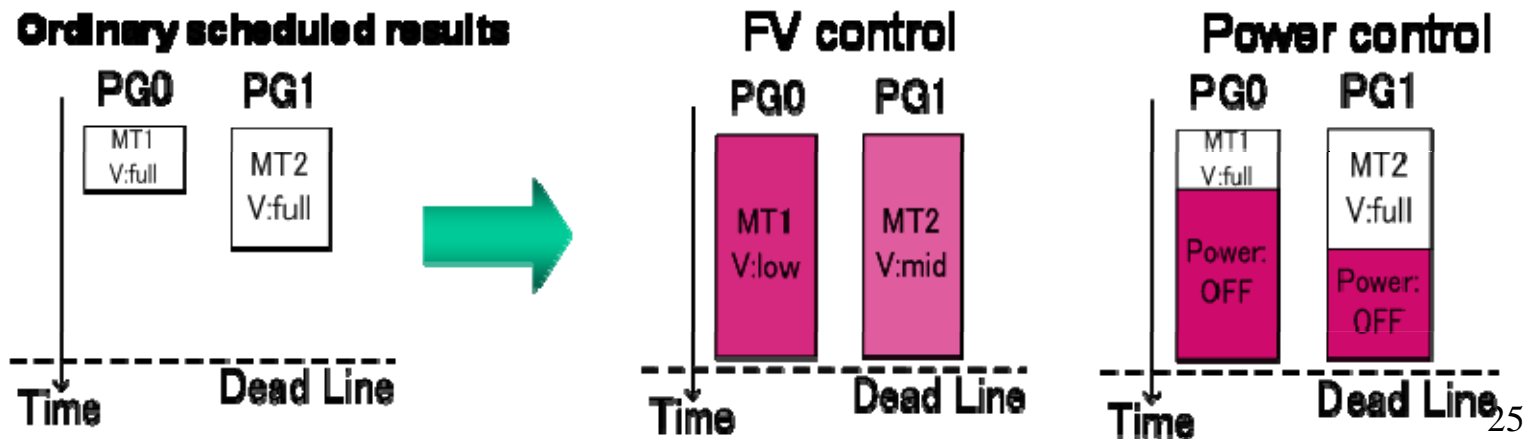 Ordinary scheduled results
PG0
PG1
MT1
V:full
MT2
V:full
Time
Dead Line
FV control
PG0
PG1
MT1
V:low
MT2
V:mid
Time
Dead Line
Power control
PG0
PG1
MT1
V:full
Power:
OFF
MT2
V:full
Power:
OFF
Time
Dead Line
25